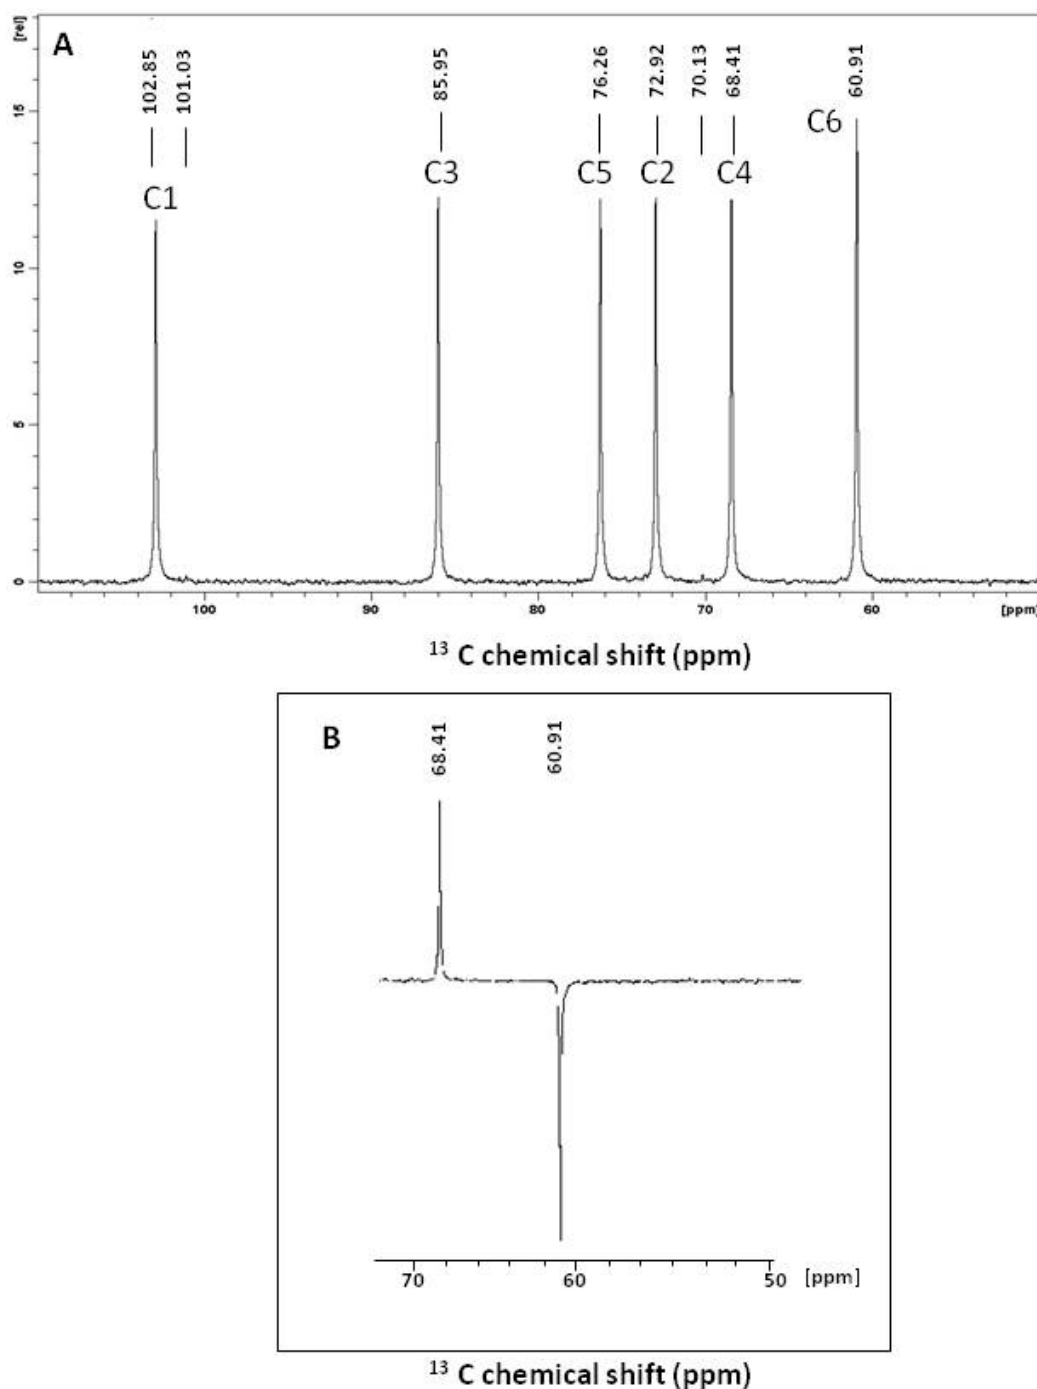 [rel]
A
102.85
101.03
85.95
76.26
72.92
70.13
68.41
60.91
C1
C3
C5
C2
C4
C6
15
10
5
0
100
90
80
70
60
[ppm]
13 C chemical shift (ppm)
B
68.41
60.91
70
60
50
[ppm]
13 C chemical shift (ppm)